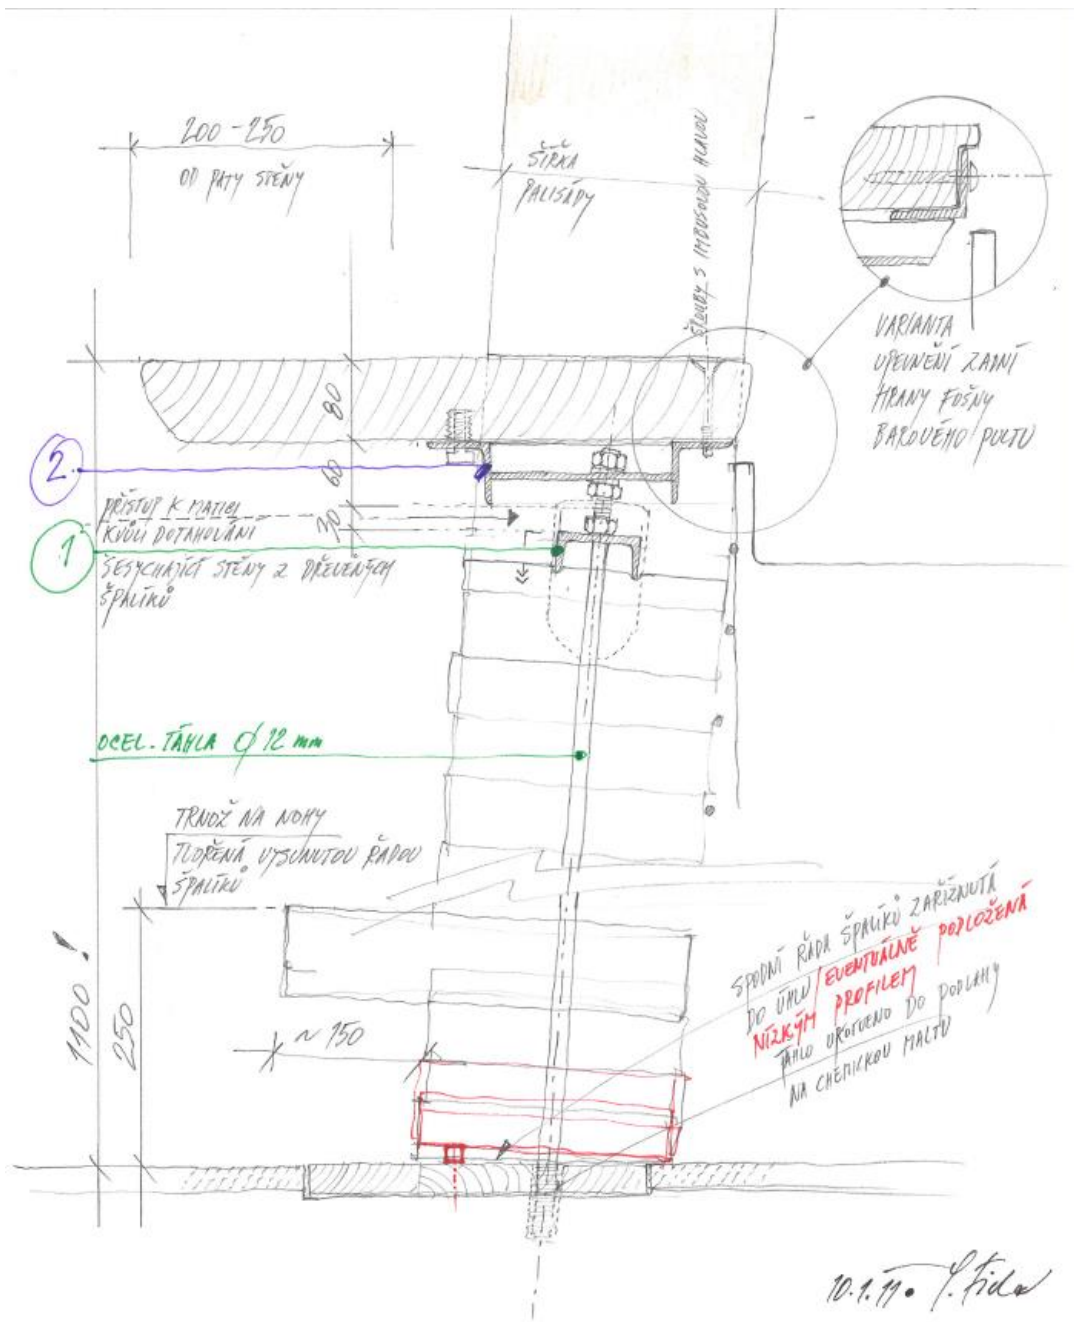 200-250
OD PATY STĚNY
ŠÍŘKA
PALISÁDY
ŠROUBY S IMBUSOVOU HLAVOU
VARIANTA
UPEVNĚNÍ ZADNÍ
HRANY FOŠNY
BAROVÉHO PULTU
80
60
30
2
PŘÍSTUP K MATICI
KVŮLI DOTAHOVÁNÍ
1
SESYCHAJÍCÍ STĚNY Z DŘEVĚNÝCH
ŠPALÍKŮ
OCEL. TÁHLA Ø 12 mm
TRNOŽ NA NOHY
TVOŘENÁ VYSUNUTOU ŘADOU
ŠPALÍKŮ
1100!
250
~150
SPODNÍ ŘADA ŠPALÍKŮ ZAŘÍZNUTÁ
DO ÚHLU / EVENTUÁLNĚ PODLOŽENÁ
NÍZKÝM PROFILEM
TÁHLO UKOTVENO DO PODLAHY
NA CHEMICKOU MALTU
10.1.11.